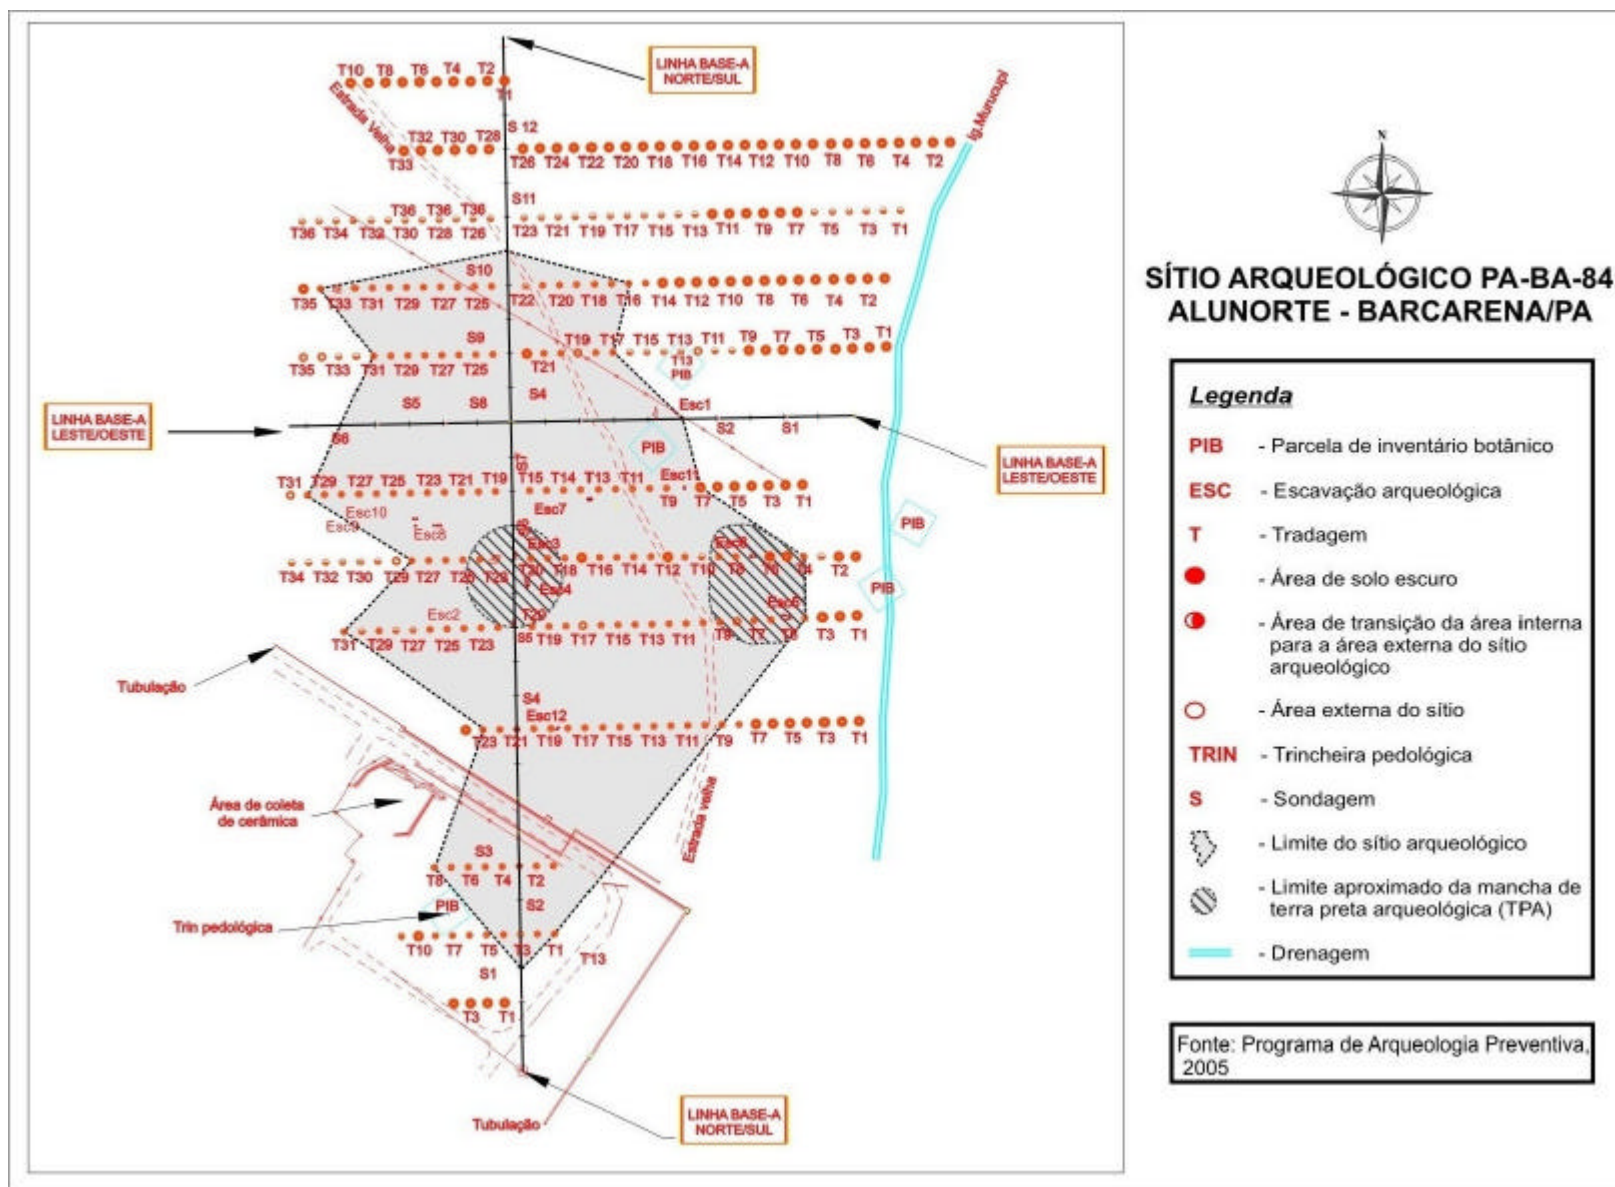 LINHA BASE-A
NORTE/SUL
T10 T8 T6 T4 T2
T1
Estrada Velha
Ig.Murucupi
S 12
T32 T30 T28
T33 T26 T24 T22 T20 T18 T16 T14 T12 T10 T8 T6 T4 T2
S11
T36 T36 T36
T36 T34 T32 T30 T28 T26 T23 T21 T19 T17 T15 T13 T11 T9 T7 T5 T3 T1
S10
T35 T33 T31 T29 T27 T25 T22 T20 T18 T16 T14 T12 T10 T8 T6 T4 T2
S9 T19 T17 T15 T13 T11 T9 T7 T5 T3 T1
T35 T33 T31 T29 T27 T25 T21 T13
PIB
S5 S8 S4
Esc1
LINHA BASE-A
LESTE/OESTE
S6 S2 S1
PIB
LINHA BASE-A
LESTE/OESTE
S7
T31 T29 T27 T25 T23 T21 T19 T15 T14 T13 T11 Esc11
T9 T7 T5 T3 T1
Esc10 Esc7
Esc9
PIB
Esc3
T34 T32 T30 T29 T27 T20 T18 T16 T14 T12 T10 T2
Esc4
PIB
Esc2 T20
T31 T29 T27 T25 T23 S5 T19 T17 T15 T13 T11 T9 T7 T3 T1
Tubulação
S4
Esc12
T23 T21 T19 T17 T15 T13 T11 T9 T7 T5 T3 T1
Área de coleta
de cerâmica
Estrada velha
S3
T8 T6 T4 T2
PIB S2
Trin pedológica
T10 T7 T5 T3 T1
T13
S1
T3 T1
LINHA BASE-A
NORTE/SUL
Tubulação
N
SÍTIO ARQUEOLÓGICO PA-BA-84
ALUNORTE - BARCARENA/PA
Legenda
PIB - Parcela de inventário botânico
ESC - Escavação arqueológica
T - Tradagem
- Área de solo escuro
- Área de transição da área interna
para a área externa do sítio
arqueológico
- Área externa do sítio
TRIN - Trincheira pedológica
S - Sondagem
- Limite do sítio arqueológico
- Limite aproximado da mancha de
terra preta arqueológica (TPA)
- Drenagem
Fonte: Programa de Arqueologia Preventiva,
2005